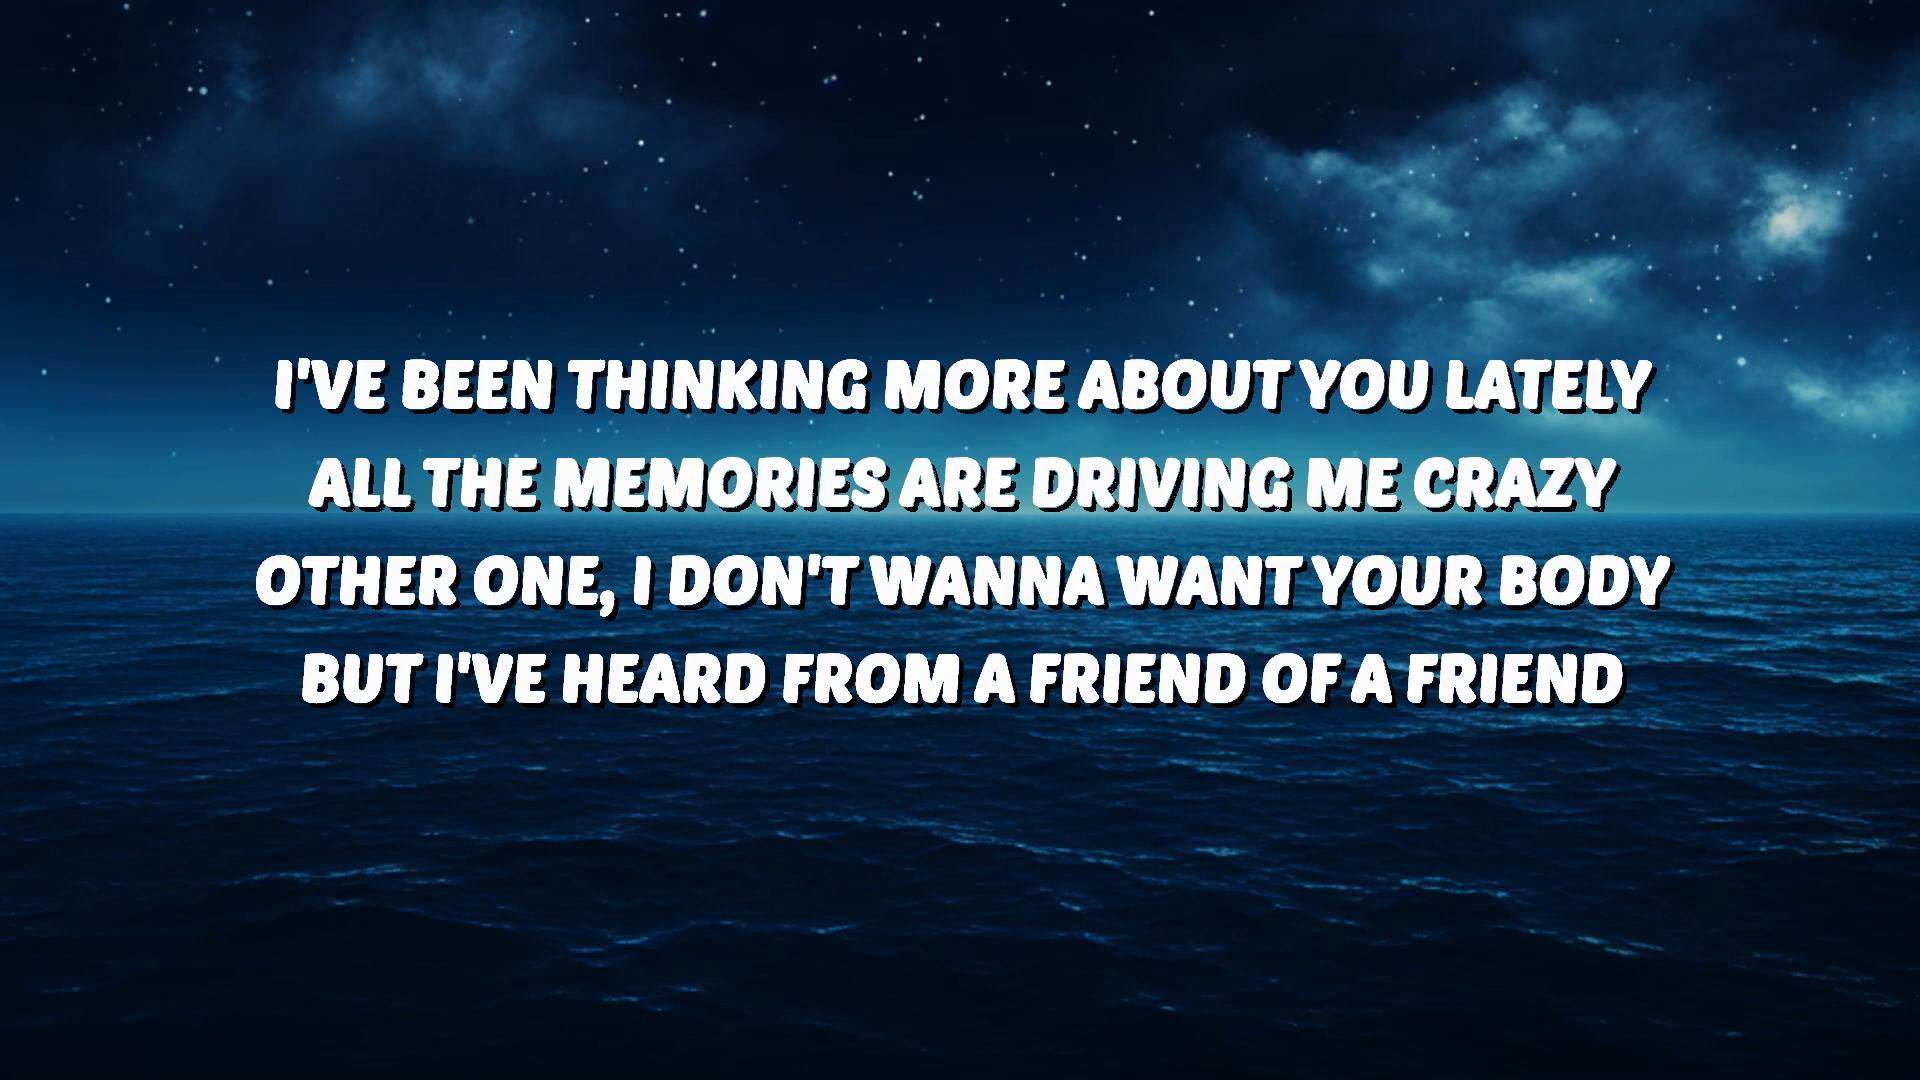 I'VE BEEN THINKING MORE ABOUT YOU LATELY
ALL THE MEMORIES ARE DRIVING ME CRAZY
OTHER ONE, I DON'T WANNA WANT YOUR BODY
BUT I'VE HEARD FROM A FRIEND OF A FRIEND